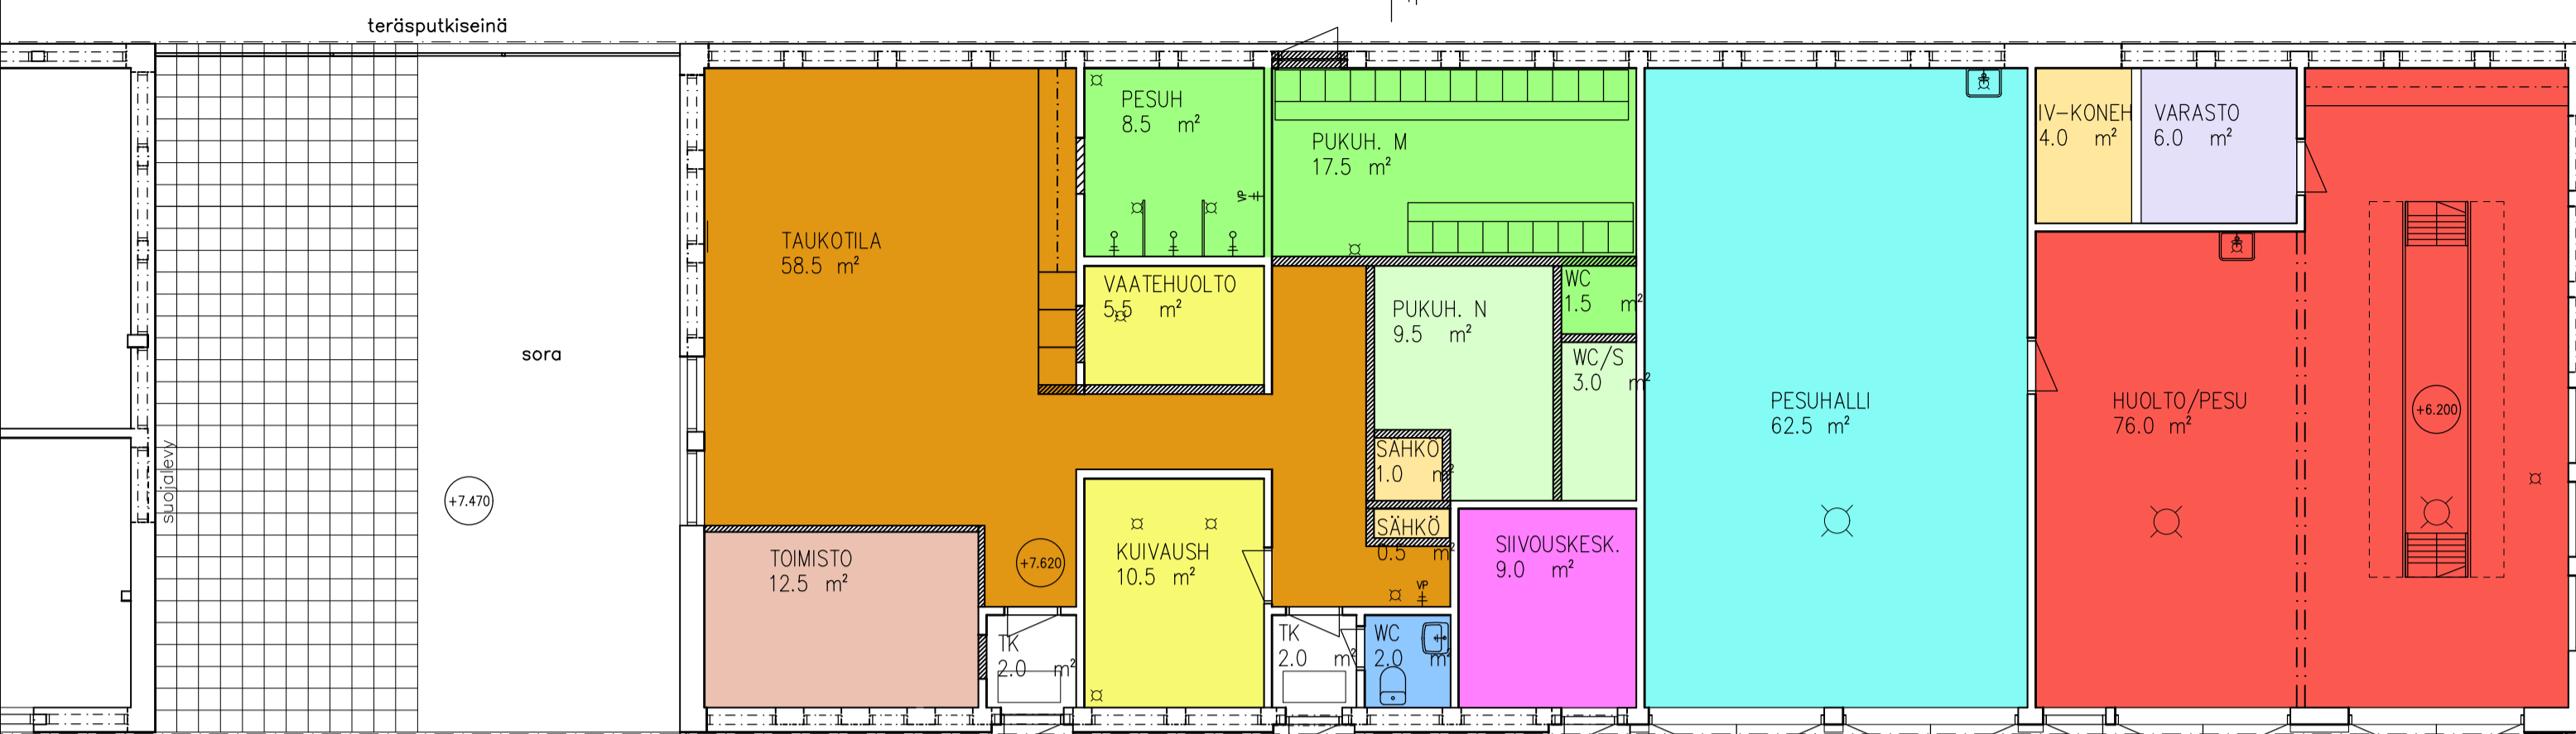 teräsputkiseinä
sora
suojalevy
+7.470
TAUKOTILA
58.5 m²
TOIMISTO
12.5 m²
+7.620
TK
2.0 m²
PESUH
8.5 m²
VP
VAATEHUOLTO
5.5 m²
KUIVAUSH
10.5 m²
PUKUH. M
17.5 m²
PUKUH. N
9.5 m²
WC
1.5 m²
WC/S
3.0 m²
SÄHKÖ
1.0 m²
SÄHKÖ
0.5 m²
VP
TK
2.0 m²
WC
2.0 m²
SIIVOUSKESK.
9.0 m²
PESUHALLI
62.5 m²
IV-KONEH
4.0 m²
VARASTO
6.0 m²
HUOLTO/PESU
76.0 m²
+6.200